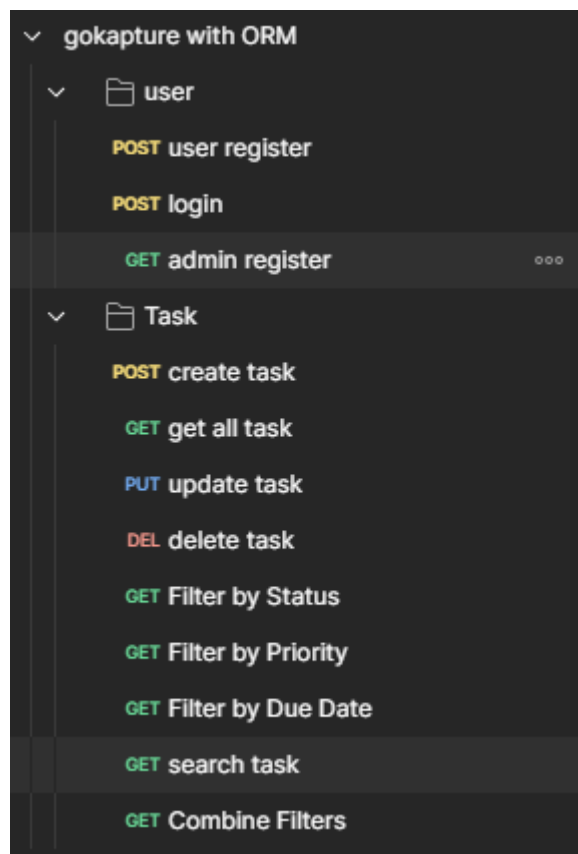 gokapture with ORM
user
POST user register
POST login
GET admin register
Task
POST create task
GET get all task
PUT update task
DEL delete task
GET Filter by Status
GET Filter by Priority
GET Filter by Due Date
GET search task
GET Combine Filters